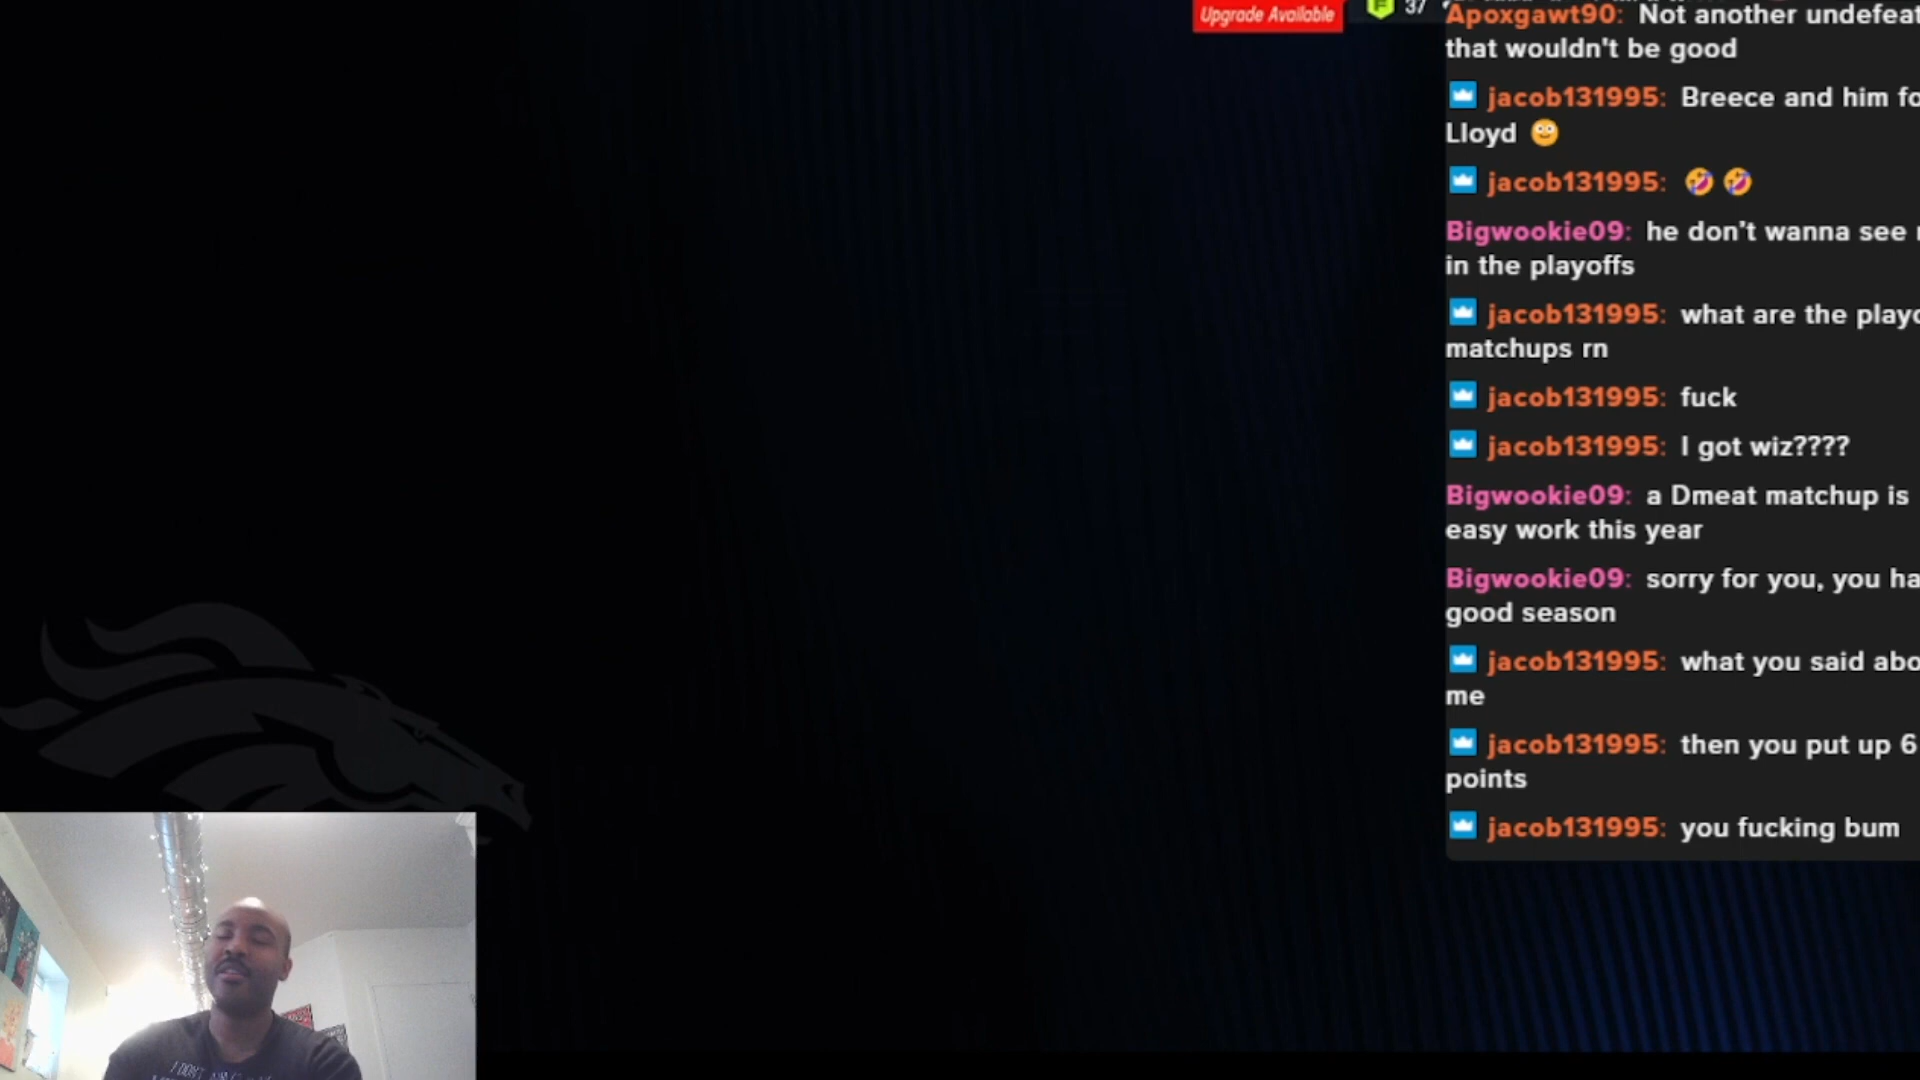 Upgrade Available
37
Apoxgawt90: Not another undefeat
that wouldn't be good
jacob131995: Breece and him fo
Lloyd
jacob131995:
Bigwookie09: he don't wanna see
in the playoffs
jacob131995: what are the playo
matchups rn
jacob131995: fuck
jacob131995: I got wiz????
Bigwookie09: a Dmeat matchup is
easy work this year
Bigwookie09: sorry for you, you ha
good season
jacob131995: what you said abo
me
jacob131995: then you put up 6
points
jacob131995: you fucking bum
I DON'T